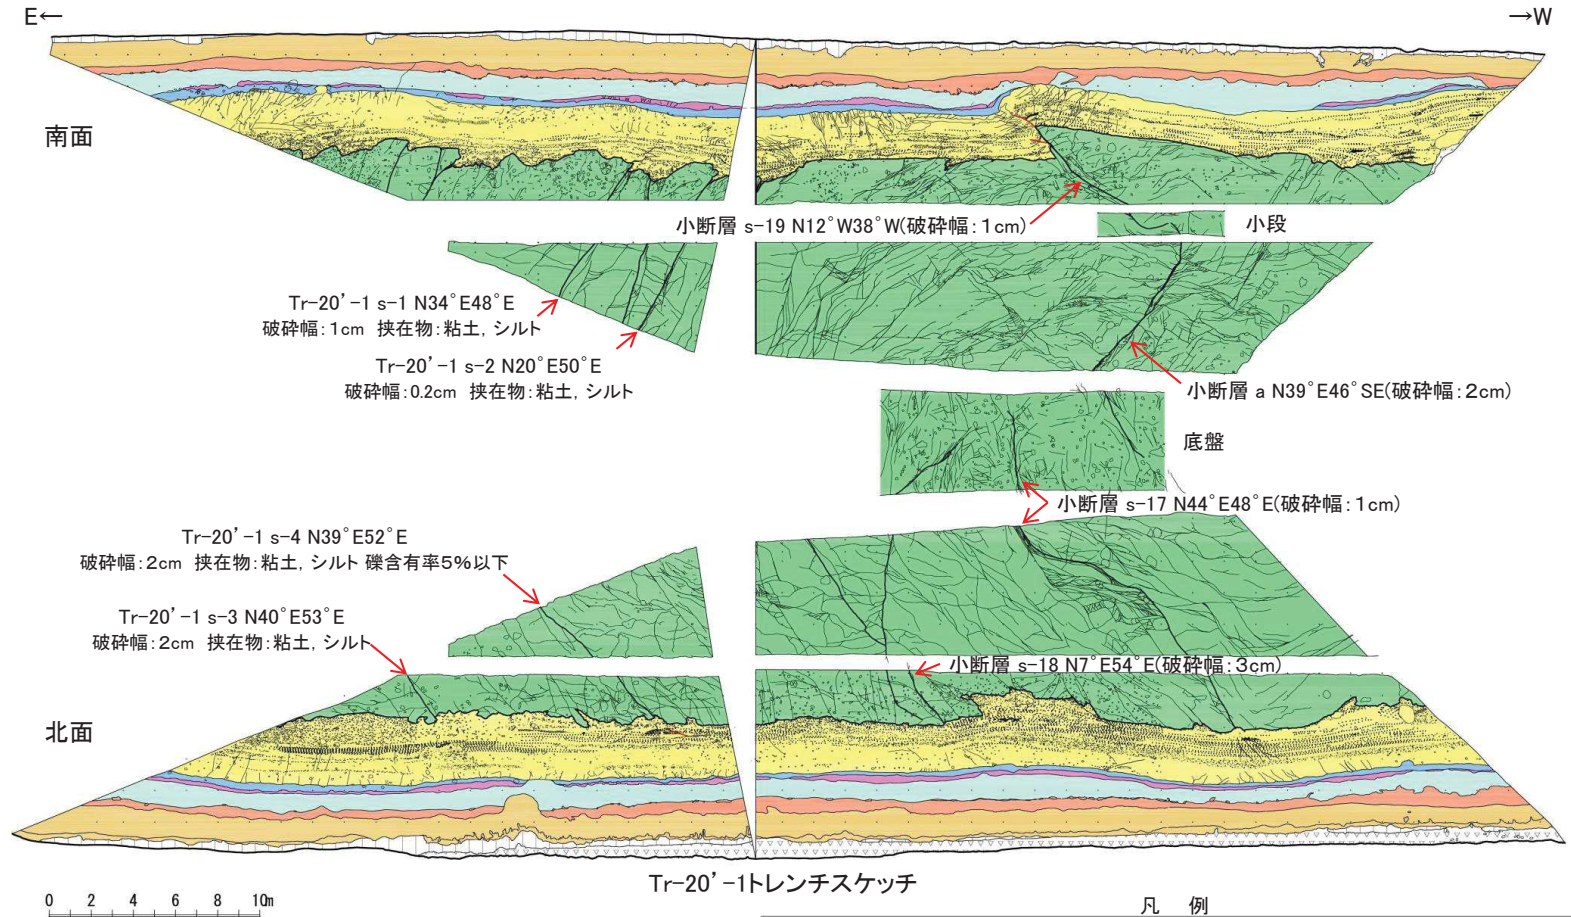 E←
→W
南面
小断層 s-19 N12°W38°W(破砕幅:1cm)
小段
Tr-20'-1 s-1 N34°E48°E
破砕幅:1cm 挟在物:粘土, シルト
Tr-20'-1 s-2 N20°E50°E
破砕幅:0.2cm 挟在物:粘土, シルト
小断層 a N39°E46°SE(破砕幅:2cm)
底盤
小断層 s-17 N44°E48°E(破砕幅:1cm)
Tr-20'-1 s-4 N39°E52°E
破砕幅:2cm 挟在物:粘土, シルト 礫含有率5%以下
Tr-20'-1 s-3 N40°E53°E
破砕幅:2cm 挟在物:粘土, シルト
小断層 s-18 N7°E54°E(破砕幅:3cm)
北面
Tr-20'-1トレンチスケッチ
0 2 4 6 8 10m
凡 例